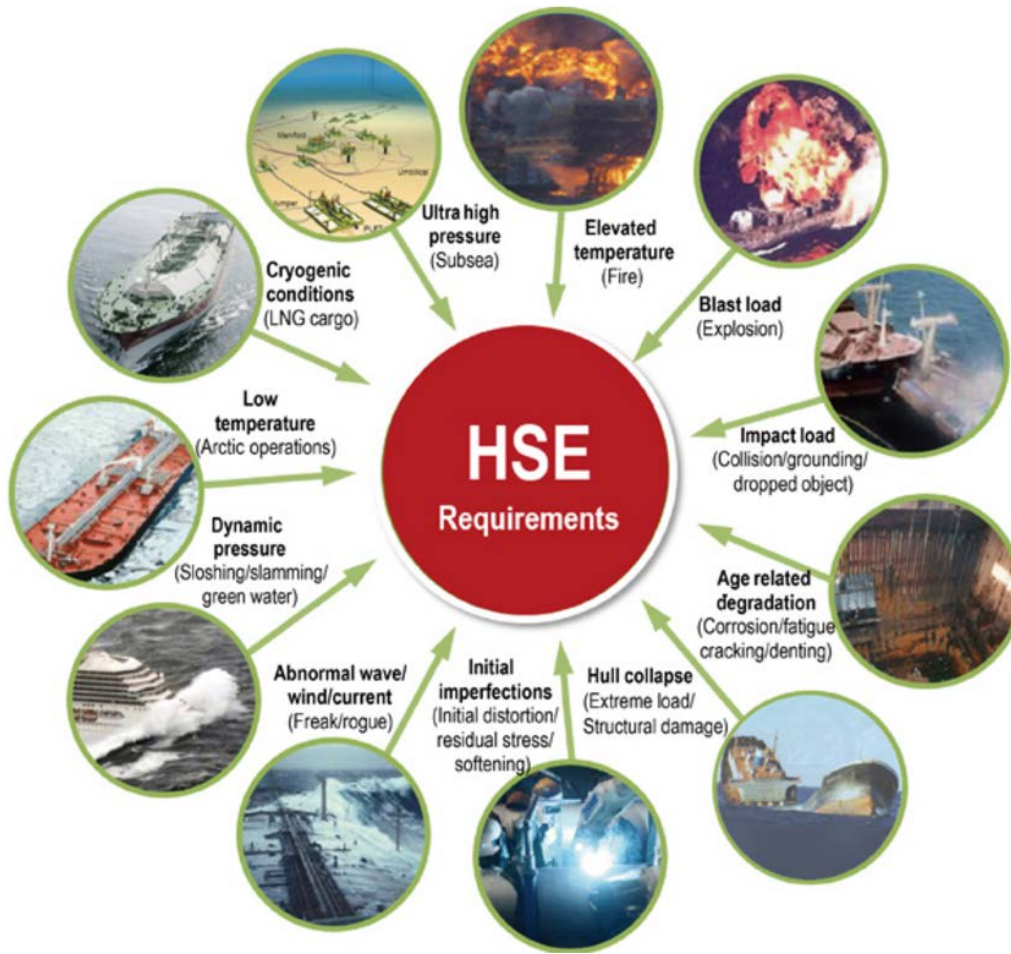 Manifold
Umbilical
Jumper
Ultra high
pressure
(Subsea)
Elevated
temperature
(Fire)
Blast load
(Explosion)
Cryogenic
conditions
(LNG cargo)
Low
temperature
(Arctic operations)
Impact load
(Collision/grounding/
dropped object)
HSE
Requirements
Dynamic
pressure
(Sloshing/slamming/
green water)
Age related
degradation
(Corrosion/fatigue
cracking/denting)
Abnormal wave/
wind/current
(Freak/rogue)
Initial
imperfections
(Initial distortion/
residual stress/
softening)
Hull collapse
(Extreme load/
Structural damage)